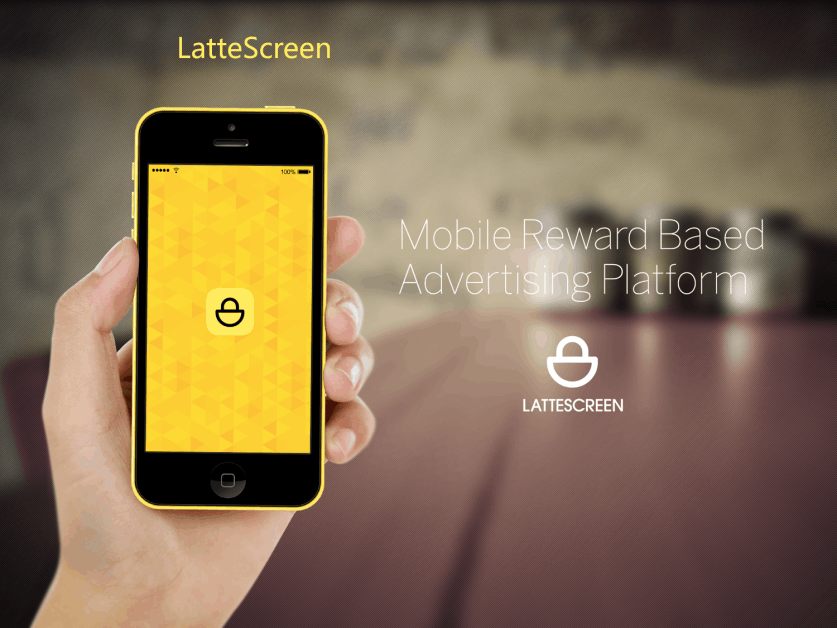 LatteScreen
100%
Mobile Reward Based
Advertising Platform
LATTESCREEN